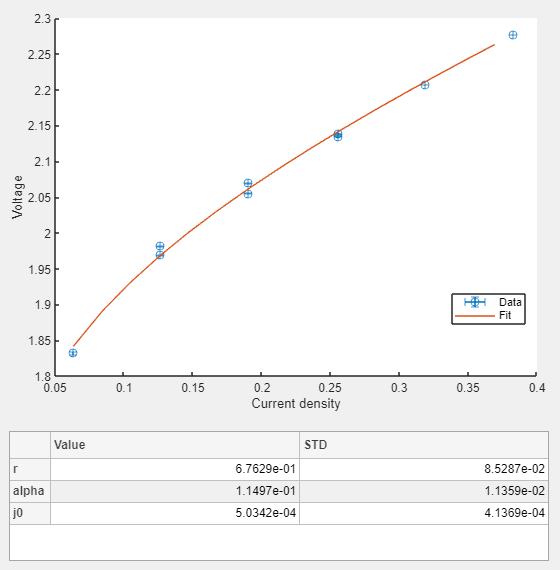 2.3
2.25
2.2
2.15
2.1
2.05
2
1.95
1.9
1.85
1.8
Voltage
0.05 0.1 0.15 0.2 0.25 0.3 0.35 0.4
Current density
Data
Fit
Value STD
r 6.7629e-01 8.5287e-02
alpha 1.1497e-01 1.1359e-02
j0 5.0342e-04 4.1369e-04